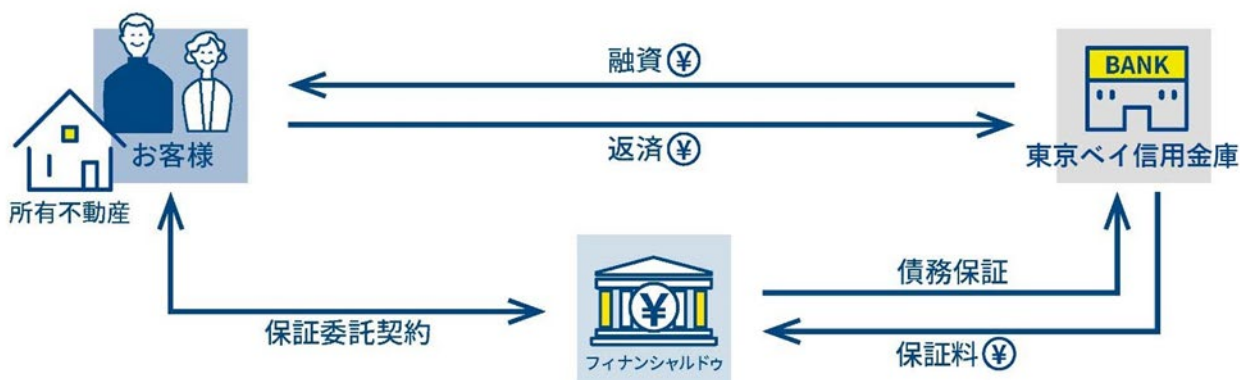 融資¥
BANK
返済¥
お客様
東京ベイ信用金庫
所有不動産
債務保証
¥
保証委託契約
保証料¥
フィナンシャルドゥ